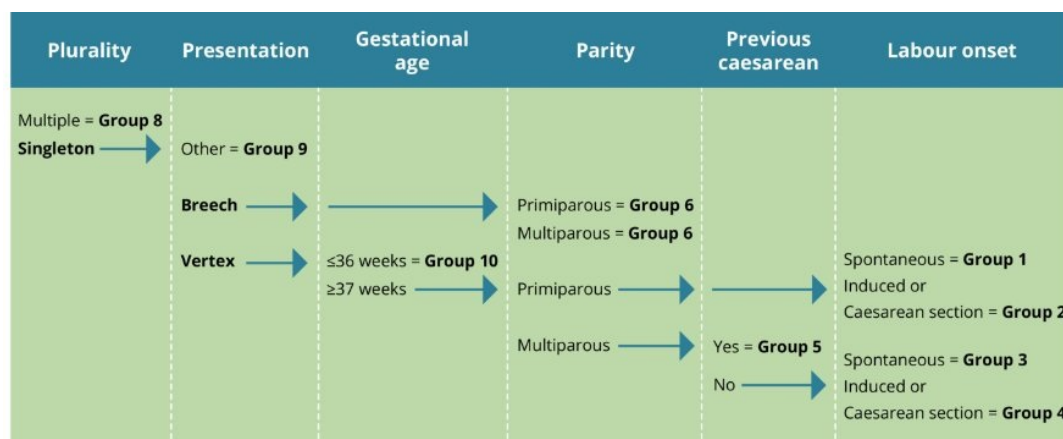 Plurality
Presentation
Gestational
age
Parity
Previous
caesarean
Labour onset
Multiple = Group 8
Singleton
Other = Group 9
Breech
Primiparous = Group 6
Multiparous = Group 6
Vertex
≤36 weeks = Group 10
≥37 weeks
Primiparous
Spontaneous = Group 1
Induced or
Caesarean section = Group 2
Multiparous
Yes = Group 5
No
Spontaneous = Group 3
Induced or
Caesarean section = Group 4